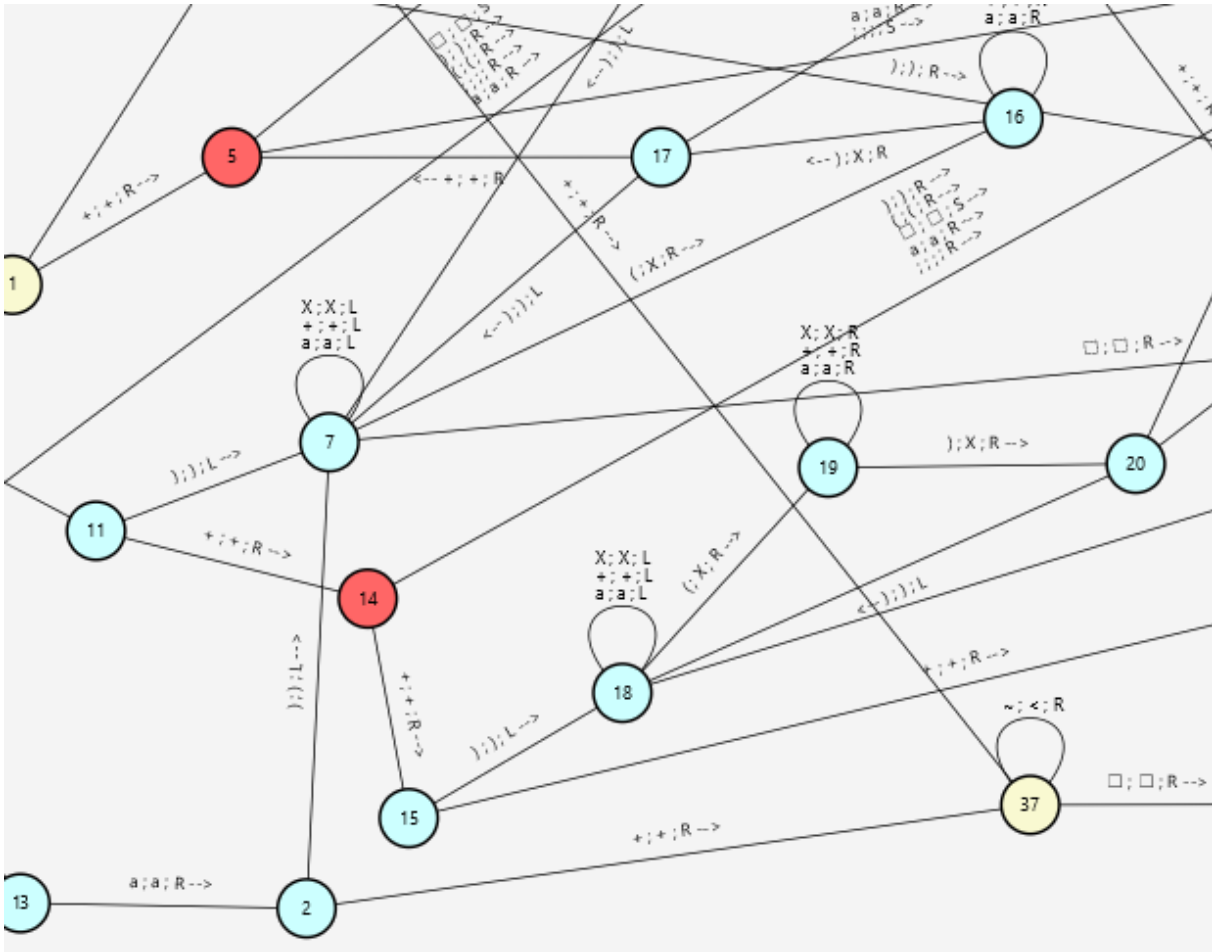 a;a;R
;;;S-->
a;a;R
□;□;S
););R-->
(;(;R-->
;;;R-->
a;a;R-->
<--););L
);););R-->
+;+;R
5
17
16
<--);X;R
<--+;+;R
+;+;R-->
+;+;R-->
);););R-->
(;(;R-->
□;□;S-->
a;a;R-->
;;;R-->
(;X;R-->
1
X;X;L
+;+;L
a;a;L
<--);););L
X;X;R
+;+;R
a;a;R
□;□;R-->
7
19
);X;R-->
20
);););L-->
11
+;+;R-->
X;X;L
+;+;L
a;a;L
(;X;R-->
14
<--);););L
);););L-->
+;+;R-->
+;+;R-->
18
);););L-->
~;<;R
15
37
□;□;R-->
+;+;R-->
a;a;R-->
13
2